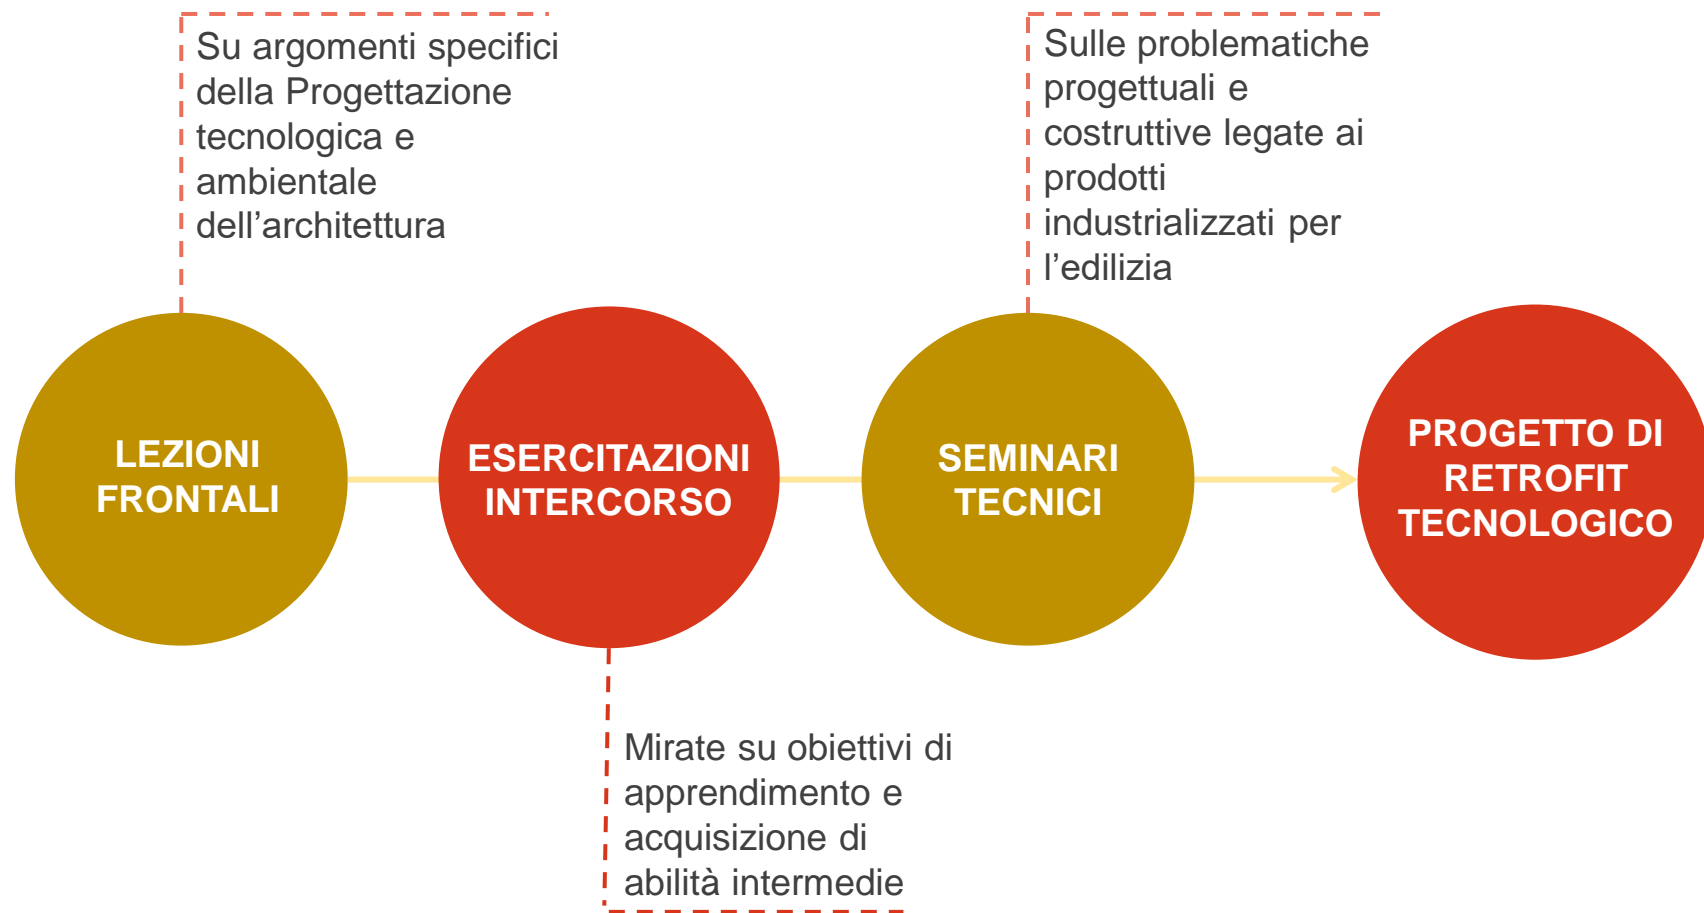 Su argomenti specifici
della Progettazione
tecnologica e
ambientale
dell’architettura
Sulle problematiche
progettuali e
costruttive legate ai
prodotti
industrializzati per
l’edilizia
LEZIONI
FRONTALI
ESERCITAZIONI
INTERCORSO
SEMINARI
TECNICI
PROGETTO DI
RETROFIT
TECNOLOGICO
Mirate su obiettivi di
apprendimento e
acquisizione di
abilità intermedie